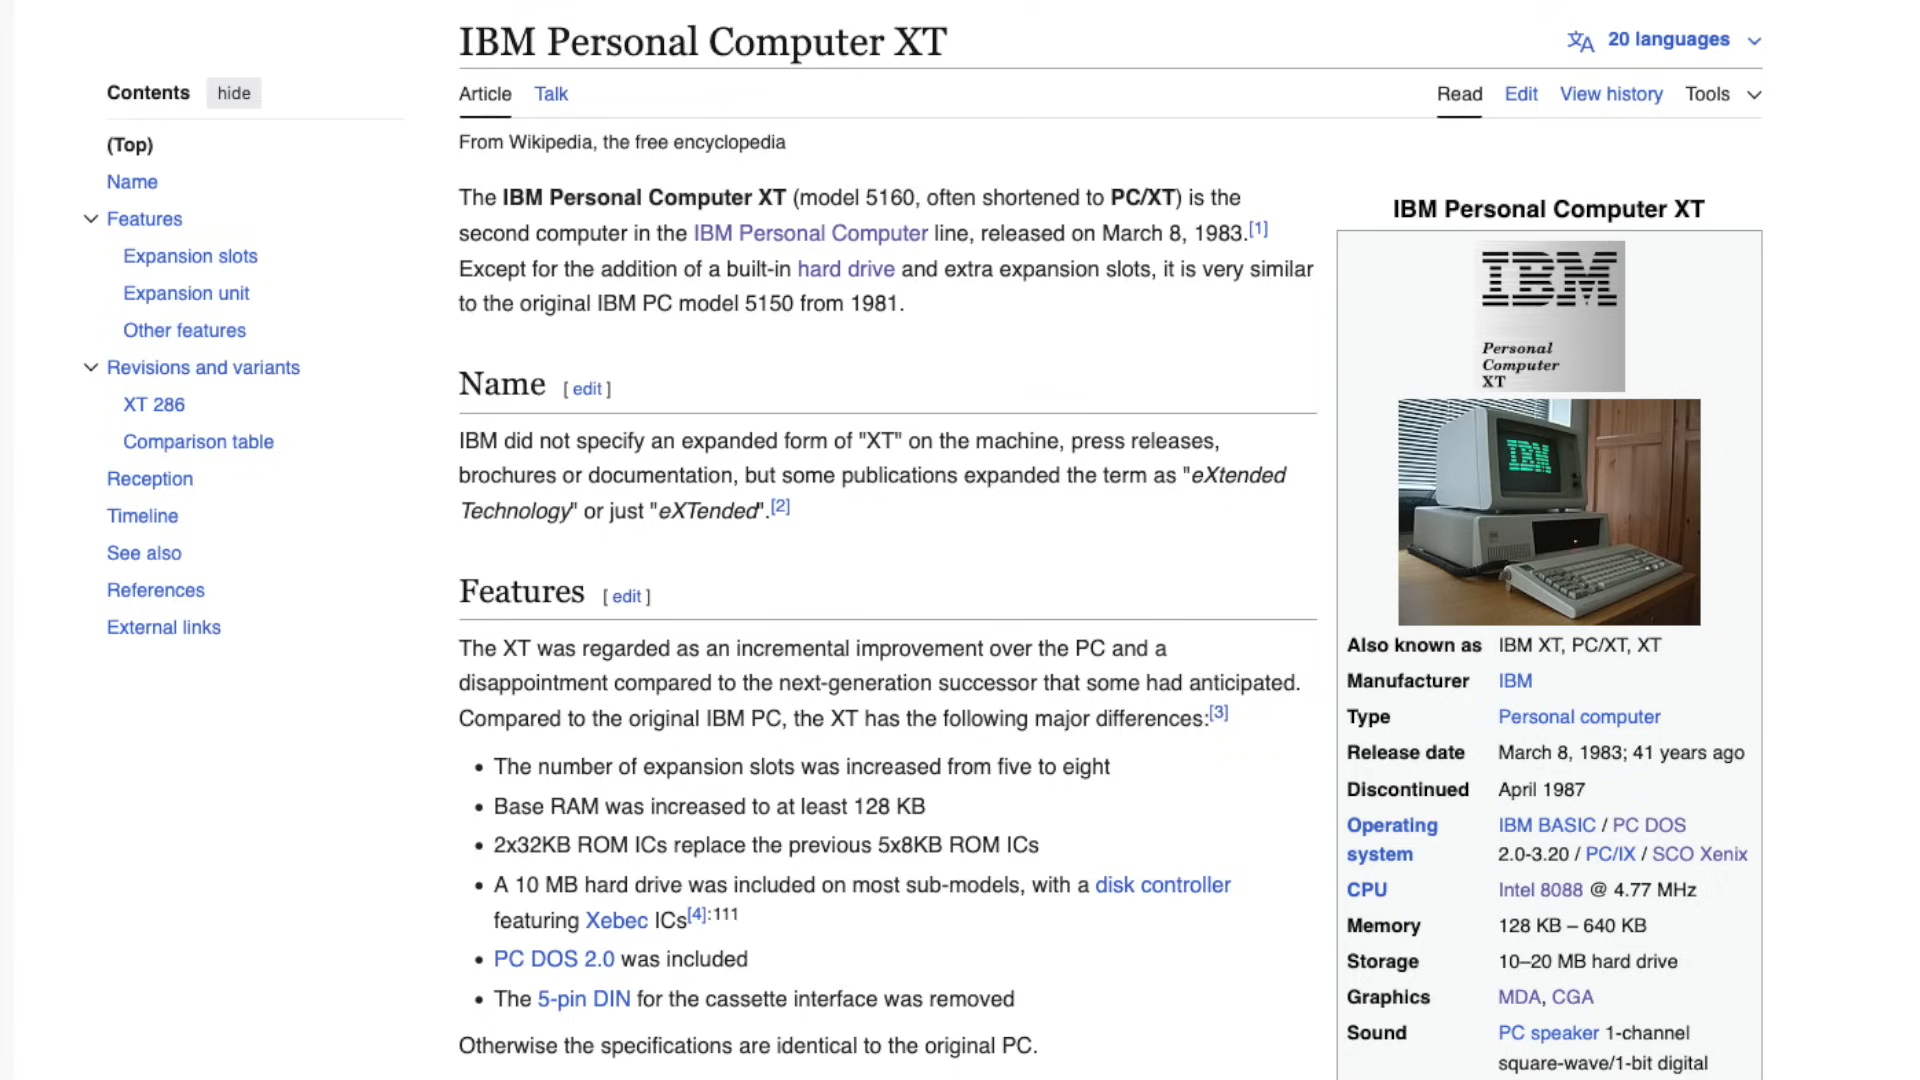 IBM Personal Computer XT
20 languages
Contents hide
Article Talk
Read Edit View history Tools
(Top)
Name
Features
Expansion slots
Expansion unit
Other features
Revisions and variants
XT 286
Comparison table
Reception
Timeline
See also
References
External links
From Wikipedia, the free encyclopedia
The IBM Personal Computer XT (model 5160, often shortened to PC/XT) is the
second computer in the IBM Personal Computer line, released on March 8, 1983.[1]
Except for the addition of a built-in hard drive and extra expansion slots, it is very similar
to the original IBM PC model 5150 from 1981.
Name [ edit ]
IBM did not specify an expanded form of "XT" on the machine, press releases,
brochures or documentation, but some publications expanded the term as "eXtended
Technology" or just "eXTended".[2]
Features [ edit ]
The XT was regarded as an incremental improvement over the PC and a
disappointment compared to the next-generation successor that some had anticipated.
Compared to the original IBM PC, the XT has the following major differences:[3]
• The number of expansion slots was increased from five to eight
• Base RAM was increased to at least 128 KB
• 2x32KB ROM ICs replace the previous 5x8KB ROM ICs
• A 10 MB hard drive was included on most sub-models, with a disk controller
featuring Xebec ICs[4]:111
• PC DOS 2.0 was included
• The 5-pin DIN for the cassette interface was removed
Otherwise the specifications are identical to the original PC.
IBM Personal Computer XT
IBM
Personal
Computer
XT
IBM
Also known as IBM XT, PC/XT, XT
Manufacturer IBM
Type Personal computer
Release date March 8, 1983; 41 years ago
Discontinued April 1987
Operating system IBM BASIC / PC DOS
2.0-3.20 / PC/IX / SCO Xenix
CPU Intel 8088 @ 4.77 MHz
Memory 128 KB – 640 KB
Storage 10–20 MB hard drive
Graphics MDA, CGA
Sound PC speaker 1-channel
square-wave/1-bit digital